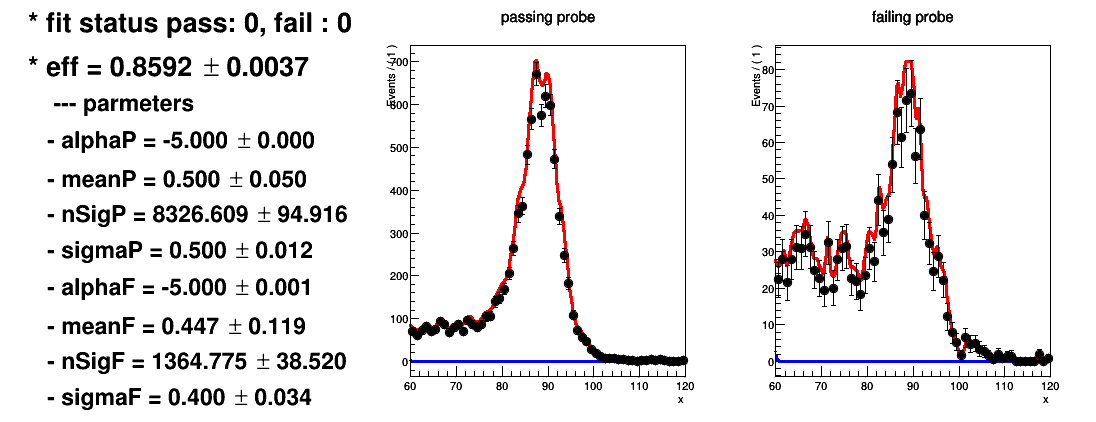 * fit status pass: 0, fail : 0
* eff = 0.8592 ± 0.0037
--- parmeters
- alphaP = -5.000 ± 0.000
- meanP = 0.500 ± 0.050
- nSigP = 8326.609 ± 94.916
- sigmaP = 0.500 ± 0.012
- alphaF = -5.000 ± 0.001
- meanF = 0.447 ± 0.119
- nSigF = 1364.775 ± 38.520
- sigmaF = 0.400 ± 0.034
passing probe
Events / ( 1 )
700
600
500
400
300
200
100
0
60 70 80 90 100 110 120
x
failing probe
Events / ( 1 )
80
70
60
50
40
30
20
10
0
60 70 80 90 100 110 120
x